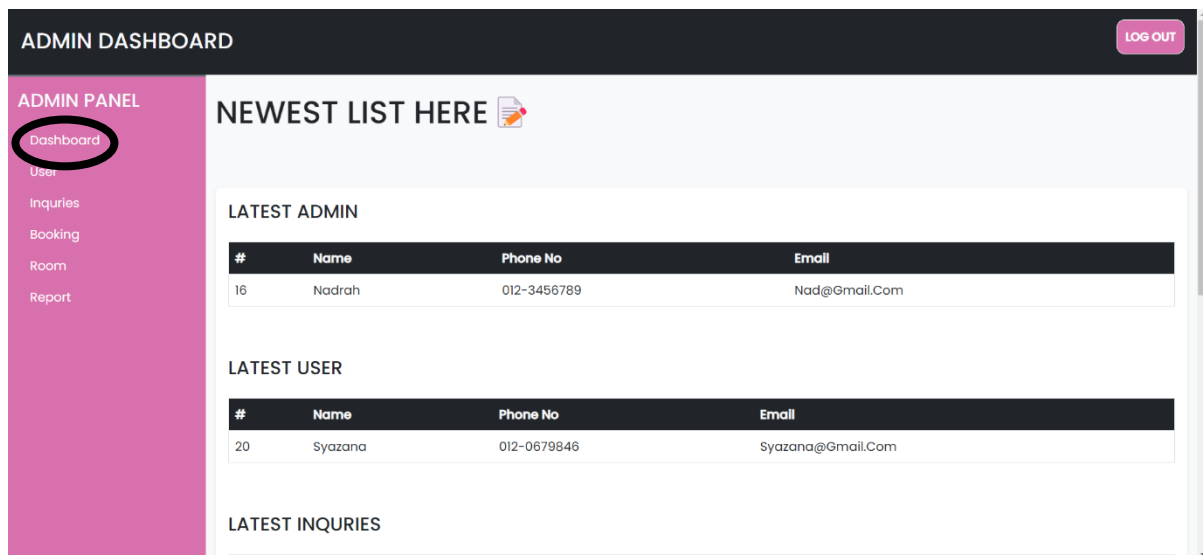 ADMIN DASHBOARD
LOG OUT
ADMIN PANEL
Dashboard
User
Inquries
Booking
Room
Report
NEWEST LIST HERE
LATEST ADMIN
# Name Phone No Email
16 Nadrah 012-3456789 Nad@Gmail.Com
LATEST USER
# Name Phone No Email
20 Syazana 012-0679846 Syazana@Gmail.Com
LATEST INQURIES